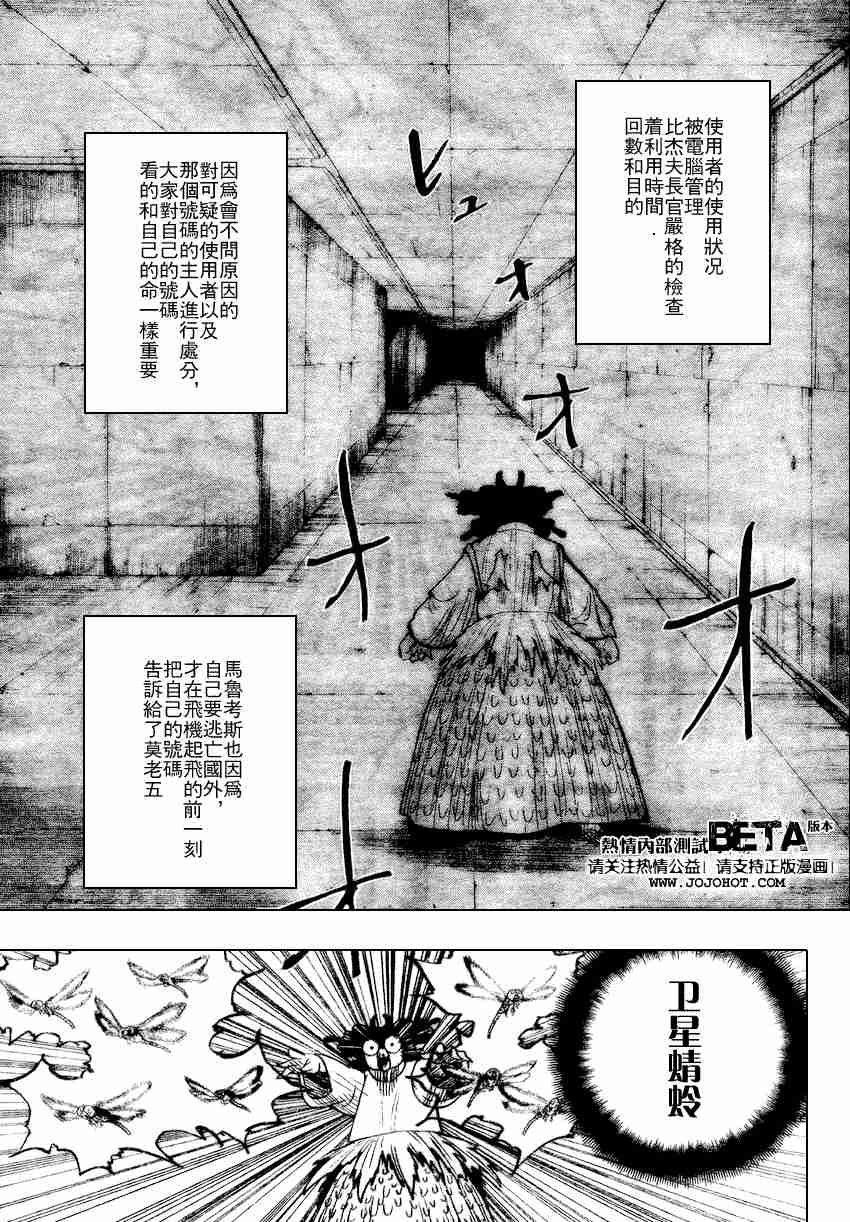 使用者的使用狀況
被電腦管理
比杰夫長官嚴格的檢查
着利用時間．
回數和目的
因爲會不問原因的
對可疑的使用者以及
那個號碼的主人進行處分，
大家對自己的號碼
看的和自己的命一樣重要
オ
オ
オ
オ
馬魯考斯也因爲
自己要逃亡國外，
才在飛機起飛的前一刻
把自己的號碼
告訴給了莫老五
熱情內部測試 BETA版本
请关注热情公益| 请支持正版漫画|
WWW.JOJOHOT.COM
卫星蜻蛉